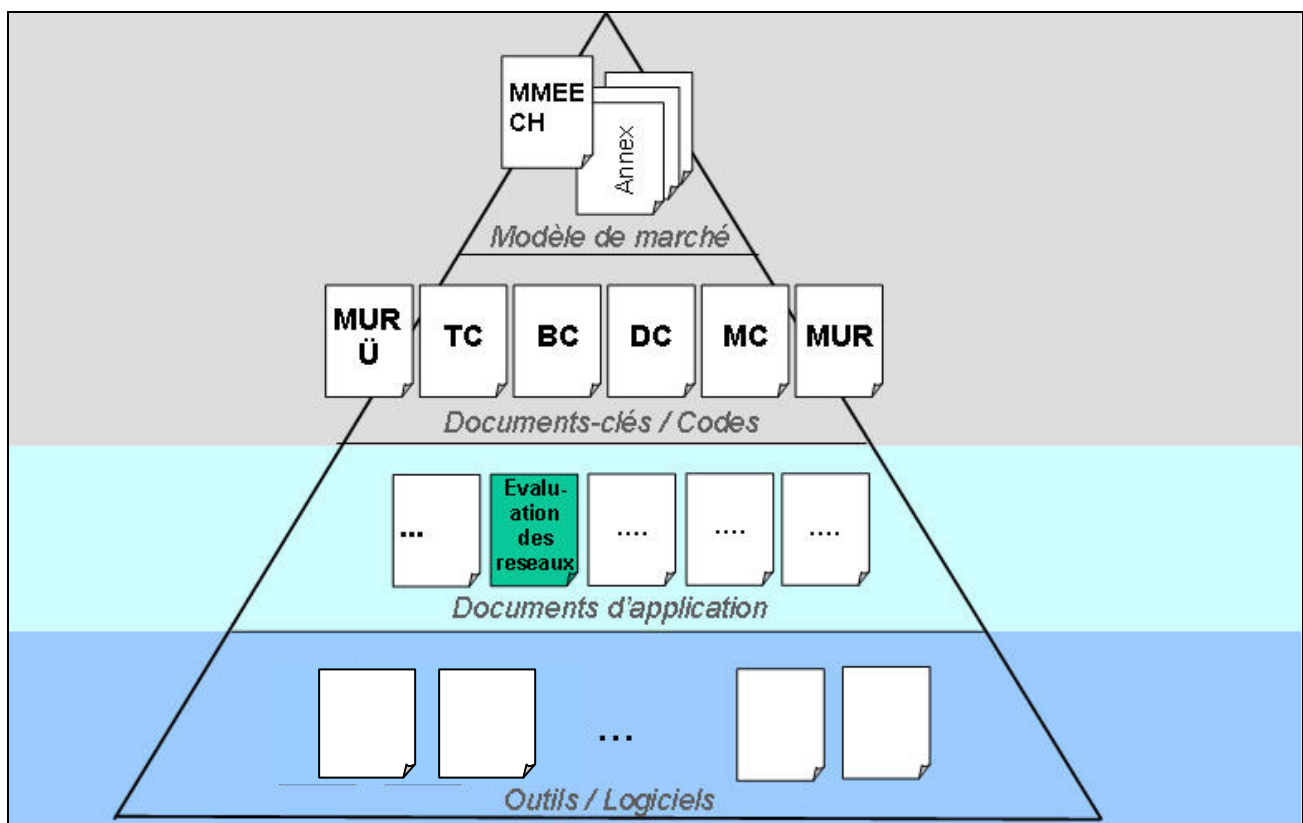 MMEE
CH
Annex
Modèle de marché
MUR
Ü
TC
BC
DC
MC
MUR
Documents-clés / Codes
...
Evalu-
ation
des
reseaux
....
....
....
Documents d'application
...
Outils / Logiciels